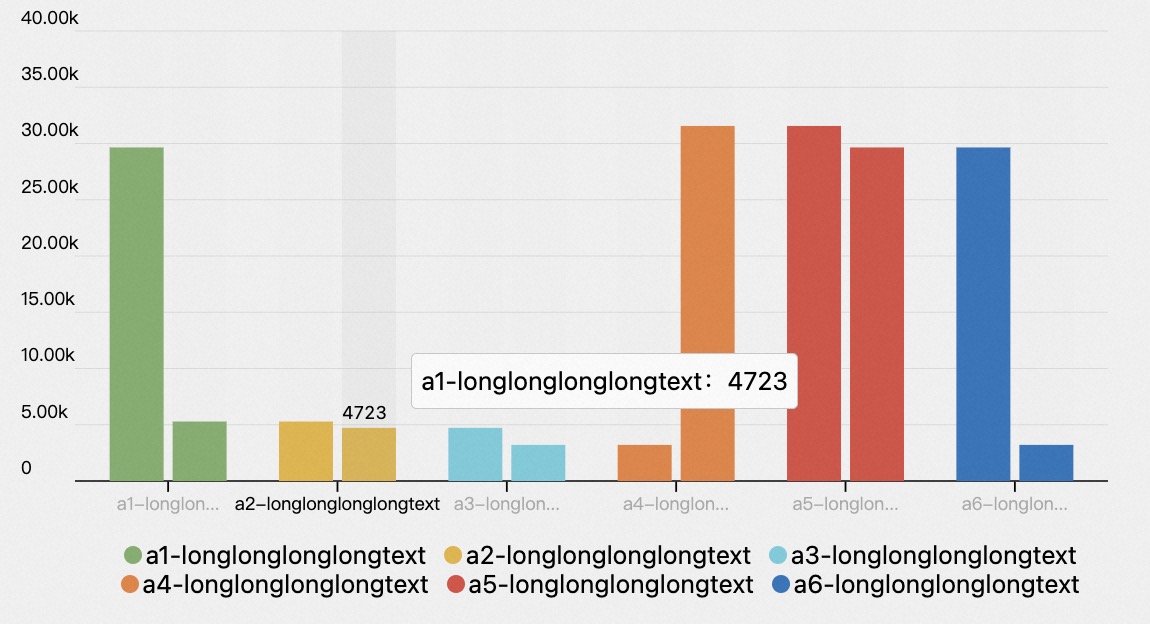 40.00k
35.00k
30.00k
25.00k
20.00k
15.00k
10.00k
5.00k
0
4723
a1-longlonglonglongtext: 4723
a1-longlon... a2-longlonglonglongtext a3-longlon... a4-longlon... a5-longlon... a6-longlon...
a1-longlonglonglongtext a2-longlonglonglongtext a3-longlonglonglongtext
a4-longlonglonglongtext a5-longlonglonglongtext a6-longlonglonglongtext